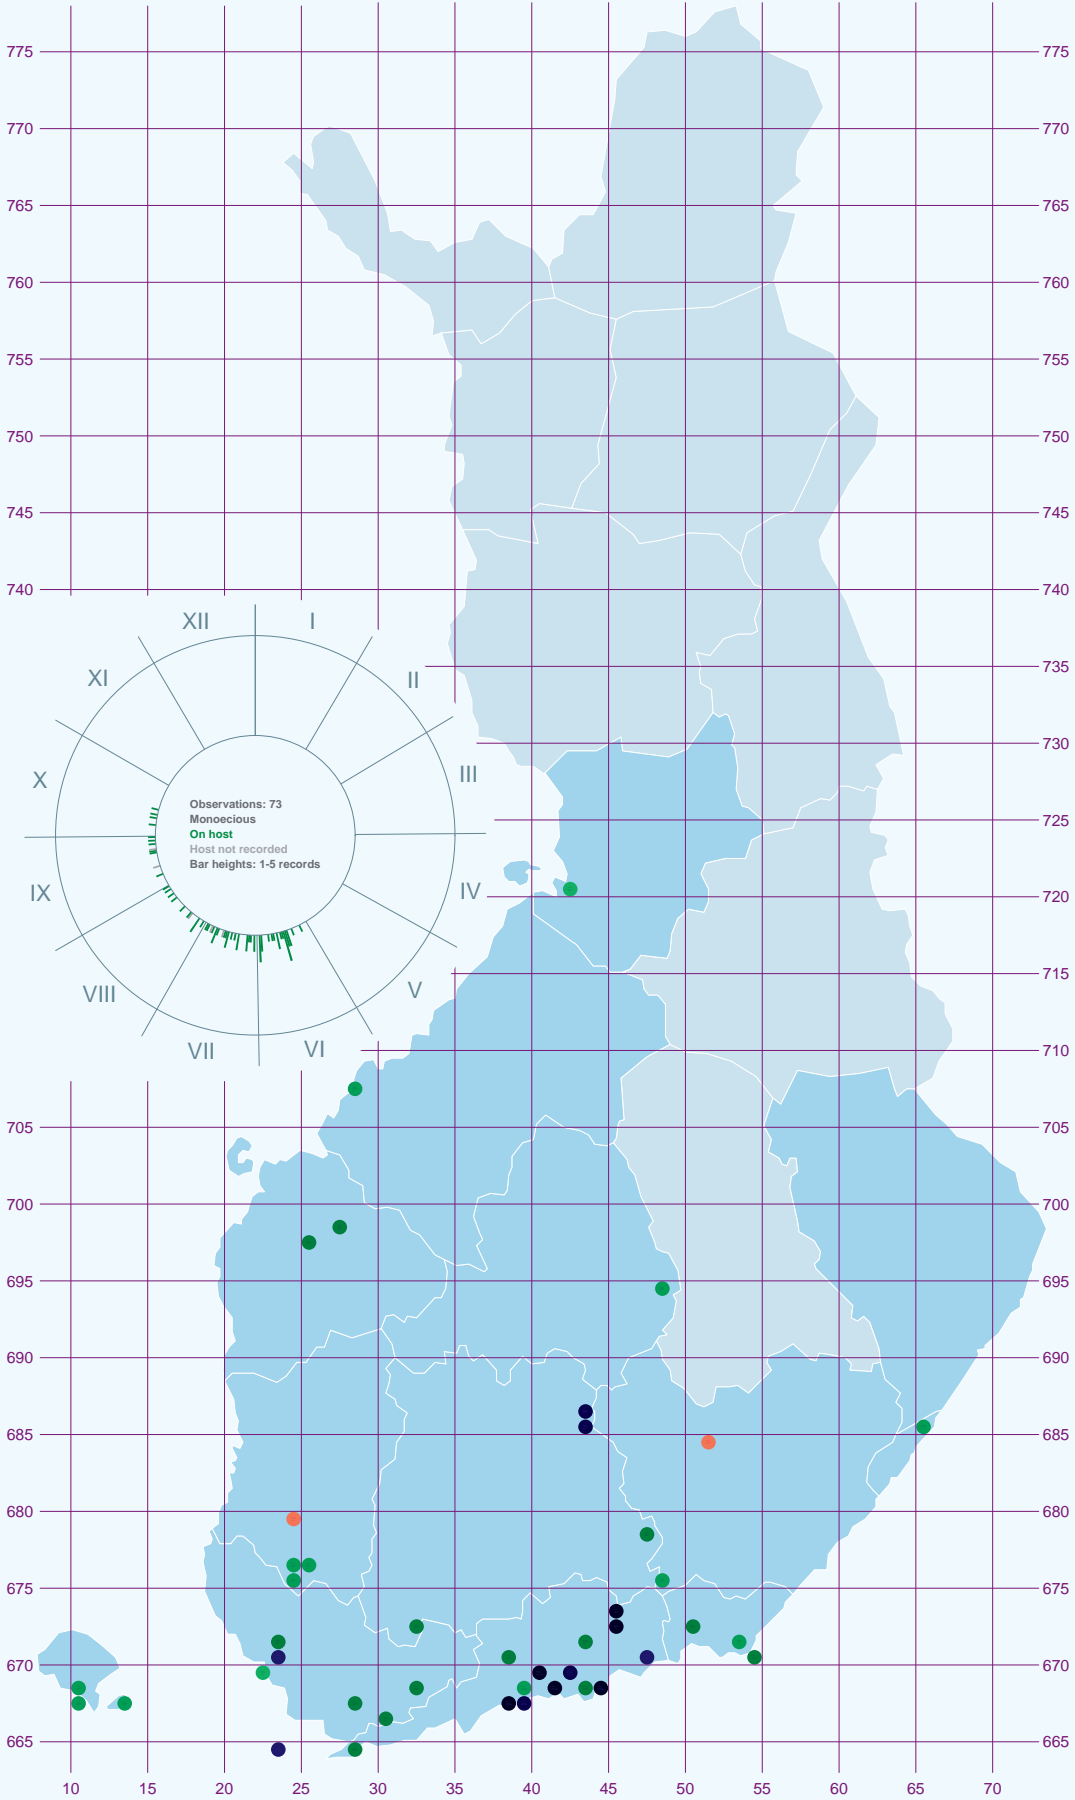 775 775
770 770
765 765
760 760
755 755
750 750
745 745
740 740
XII I
735 735
XI II
730 730
X III
725 725
Observations: 73
Monoecious
On host
Host not recorded
Bar heights: 1-5 records
IX IV
720 720
715 715
VIII V
VII VI
710 710
705 705
700 700
695 695
690 690
685 685
680 680
675 675
670 670
665 665
10 15 20 25 30 35 40 45 50 55 60 65 70